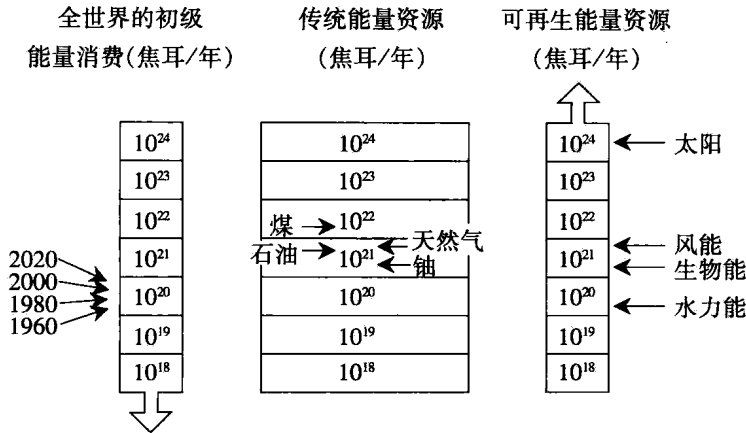 全世界的初级
能量消费(焦耳/年)
传统能量资源
(焦耳/年)
可再生能量资源
(焦耳/年)
10²⁴
10²³
10²²
10²¹
10²⁰
10¹⁹
10¹⁸
2020
2000
1980
1960
10²⁴
10²³
10²²
10²¹
10²⁰
10¹⁹
10¹⁸
煤
石油
天然气
铀
10²⁴
10²³
10²²
10²¹
10²⁰
10¹⁹
10¹⁸
太阳
风能
生物能
水力能